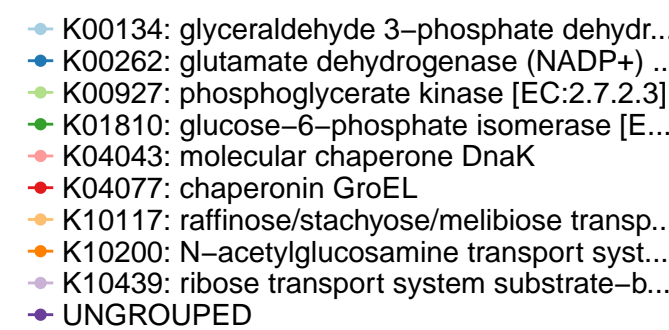 K00134: glyceraldehyde 3−phosphate dehydr...
K00262: glutamate dehydrogenase (NADP+) ...
K00927: phosphoglycerate kinase [EC:2.7.2.3]
K01810: glucose−6−phosphate isomerase [E...
K04043: molecular chaperone DnaK
K04077: chaperonin GroEL
K10117: raffinose/stachyose/melibiose transp...
K10200: N−acetylglucosamine transport syst...
K10439: ribose transport system substrate−b...
UNGROUPED